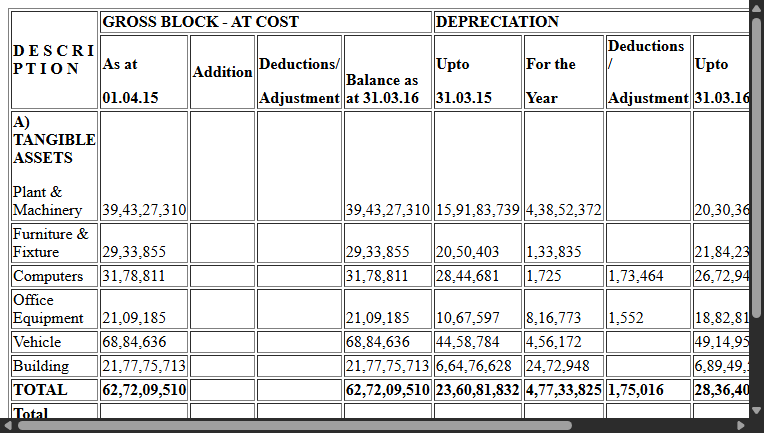 GROSS BLOCK - AT COST DEPRECIATION
D E S C R I P T I O N As at 01.04.15 Addition Deductions/ Adjustment Balance as at 31.03.16 Upto 31.03.15 For the Year Deductions / Adjustment Upto 31.03.16
A) TANGIBLE ASSETS
Plant & Machinery 39,43,27,310 39,43,27,310 15,91,83,739 4,38,52,372 20,30,36
Furniture & Fixture 29,33,855 29,33,855 20,50,403 1,33,835 21,84,23
Computers 31,78,811 31,78,811 28,44,681 1,725 1,73,464 26,72,94
Office Equipment 21,09,185 21,09,185 10,67,597 8,16,773 1,552 18,82,81
Vehicle 68,84,636 68,84,636 44,58,784 4,56,172 49,14,95
Building 21,77,75,713 21,77,75,713 6,64,76,628 24,72,948 6,89,49,
TOTAL 62,72,09,510 62,72,09,510 23,60,81,832 4,77,33,825 1,75,016 28,36,40
Total